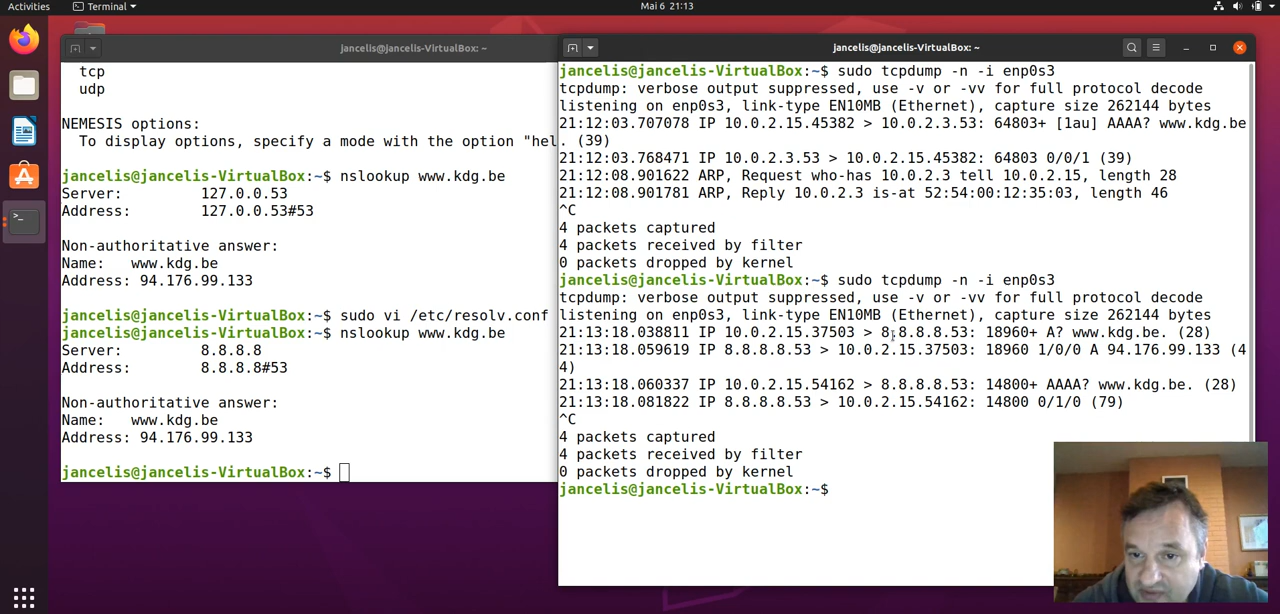 Activities
Terminal
Mai 6 21:13
jancelis@jancelis-VirtualBox: ~
tcp
udp
NEMESIS options:
To display options, specify a mode with the option "hel
jancelis@jancelis-VirtualBox:~$ nslookup www.kdg.be
Server: 127.0.0.53
Address: 127.0.0.53#53
Non-authoritative answer:
Name: www.kdg.be
Address: 94.176.99.133
jancelis@jancelis-VirtualBox:~$ sudo vi /etc/resolv.conf
jancelis@jancelis-VirtualBox:~$ nslookup www.kdg.be
Server: 8.8.8.8
Address: 8.8.8.8#53
Non-authoritative answer:
Name: www.kdg.be
Address: 94.176.99.133
jancelis@jancelis-VirtualBox:~$
jancelis@jancelis-VirtualBox: ~
jancelis@jancelis-VirtualBox:~$ sudo tcpdump -n -i enp0s3
tcpdump: verbose output suppressed, use -v or -vv for full protocol decode
listening on enp0s3, link-type EN10MB (Ethernet), capture size 262144 bytes
21:12:03.707078 IP 10.0.2.15.45382 > 10.0.2.3.53: 64803+ [1au] AAAA? www.kdg.be
. (39)
21:12:03.768471 IP 10.0.2.3.53 > 10.0.2.15.45382: 64803 0/0/1 (39)
21:12:08.901622 ARP, Request who-has 10.0.2.3 tell 10.0.2.15, length 28
21:12:08.901781 ARP, Reply 10.0.2.3 is-at 52:54:00:12:35:03, length 46
^C
4 packets captured
4 packets received by filter
0 packets dropped by kernel
jancelis@jancelis-VirtualBox:~$ sudo tcpdump -n -i enp0s3
tcpdump: verbose output suppressed, use -v or -vv for full protocol decode
listening on enp0s3, link-type EN10MB (Ethernet), capture size 262144 bytes
21:13:18.038811 IP 10.0.2.15.37503 > 8.8.8.8.53: 18960+ A? www.kdg.be. (28)
21:13:18.059619 IP 8.8.8.8.53 > 10.0.2.15.37503: 18960 1/0/0 A 94.176.99.133 (4
4)
21:13:18.060337 IP 10.0.2.15.54162 > 8.8.8.8.53: 14800+ AAAA? www.kdg.be. (28)
21:13:18.081822 IP 8.8.8.8.53 > 10.0.2.15.54162: 14800 0/1/0 (79)
^C
4 packets captured
4 packets received by filter
0 packets dropped by kernel
jancelis@jancelis-VirtualBox:~$